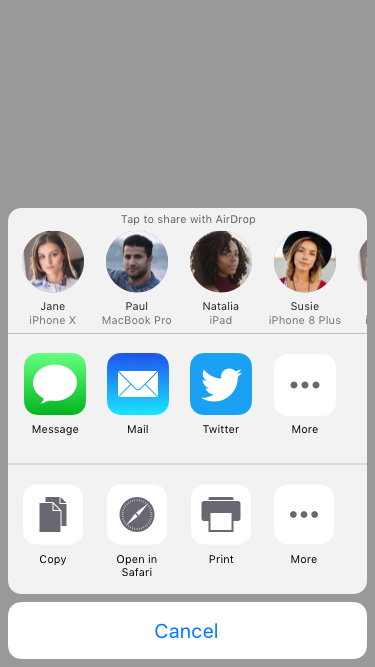 Tap to share with AirDrop
Jane
iPhone X
Paul
MacBook Pro
Natalia
iPad
Susie
iPhone 8 Plus
Message
Mail
Twitter
More
Copy
Open in
Safari
Print
More
Cancel